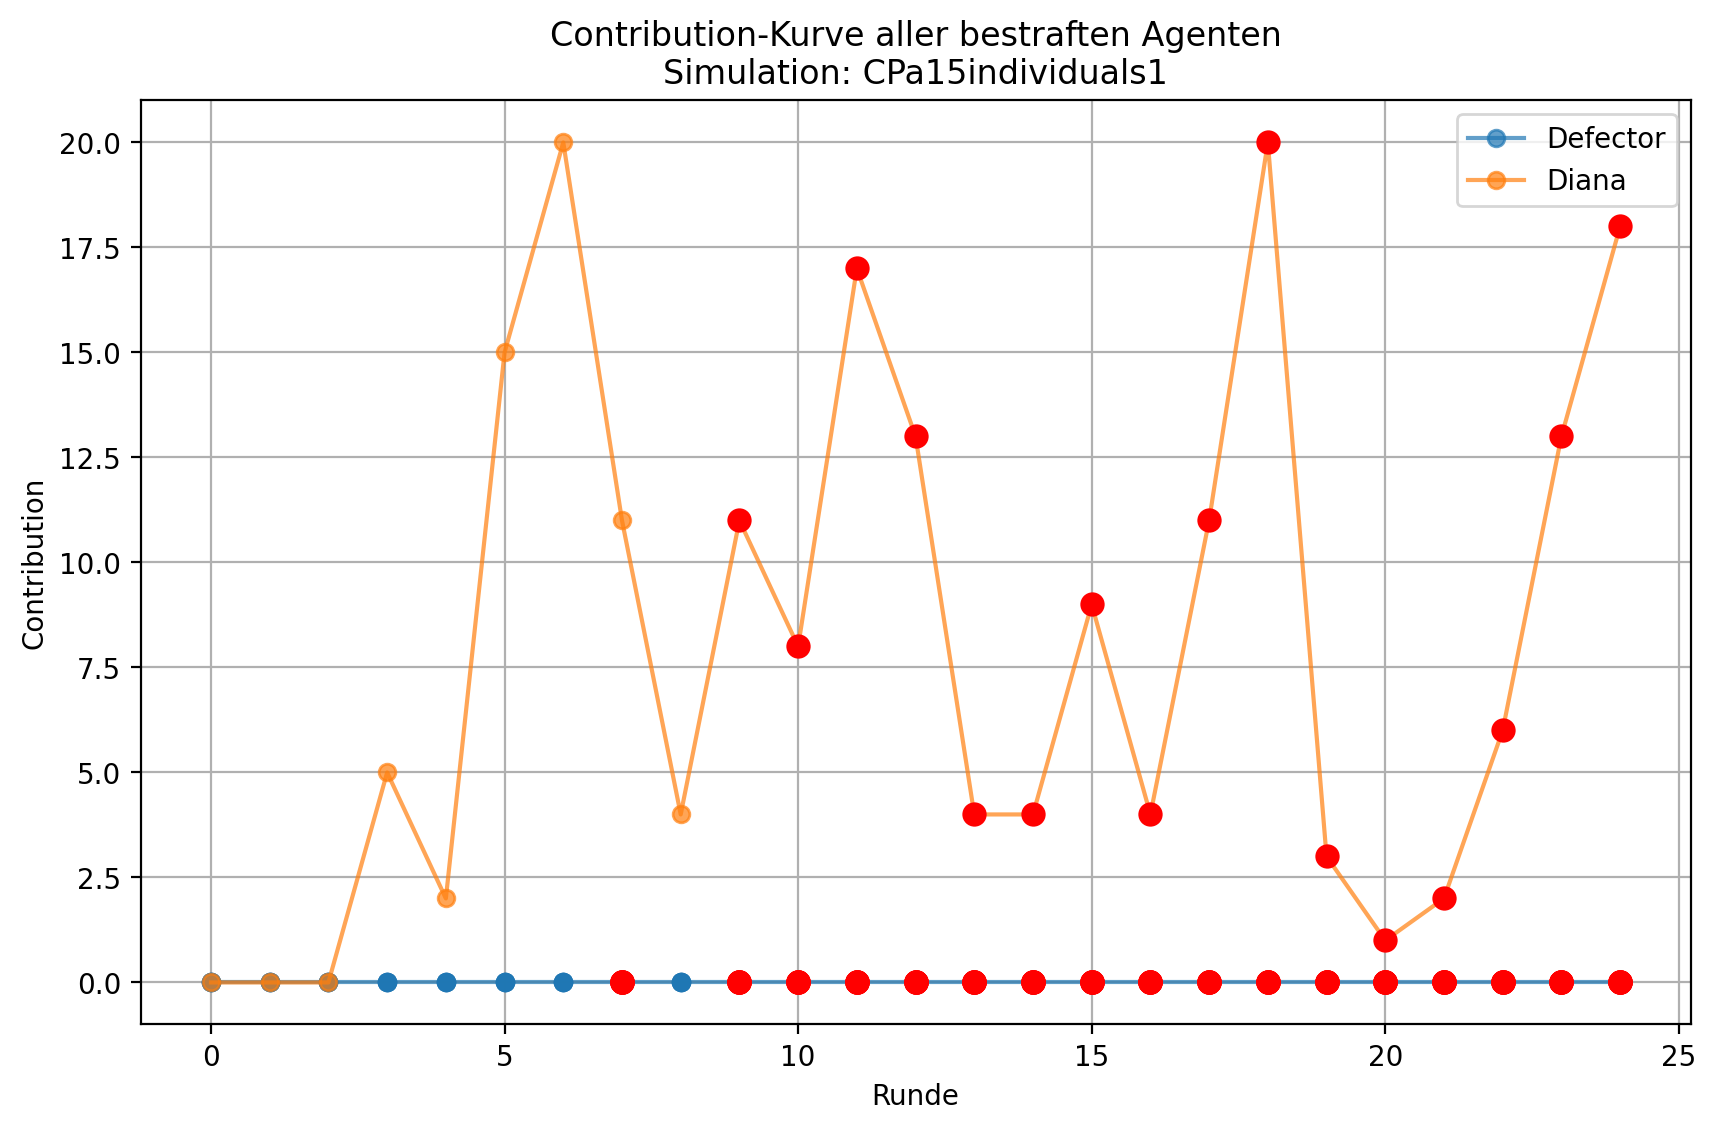 Contribution-Kurve aller bestraften Agenten
Simulation: CPa15individuals1
Defector
Diana
20.0
17.5
15.0
12.5
10.0
7.5
5.0
2.5
0.0
Contribution
0 5 10 15 20 25
Runde